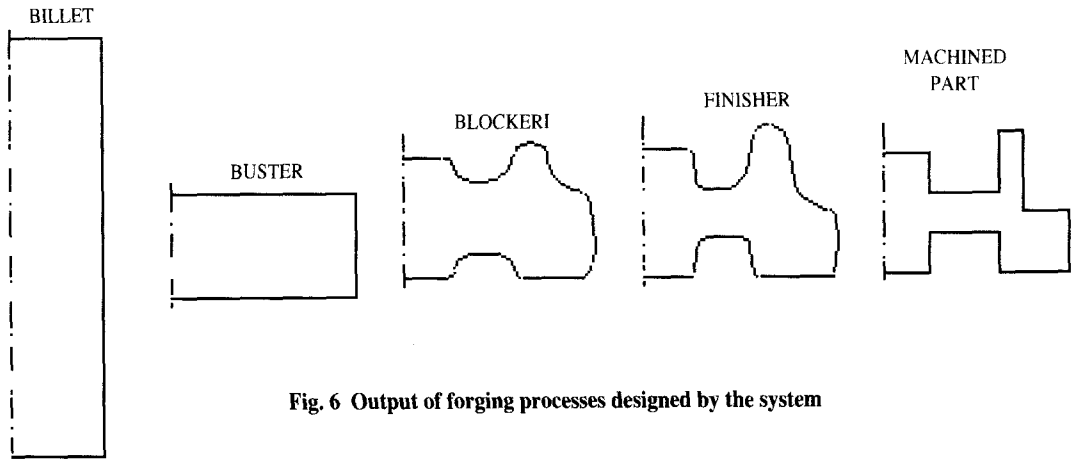 BILLET
BUSTER
BLOCKERI
FINISHER
MACHINED
PART
Fig. 6 Output of forging processes designed by the system